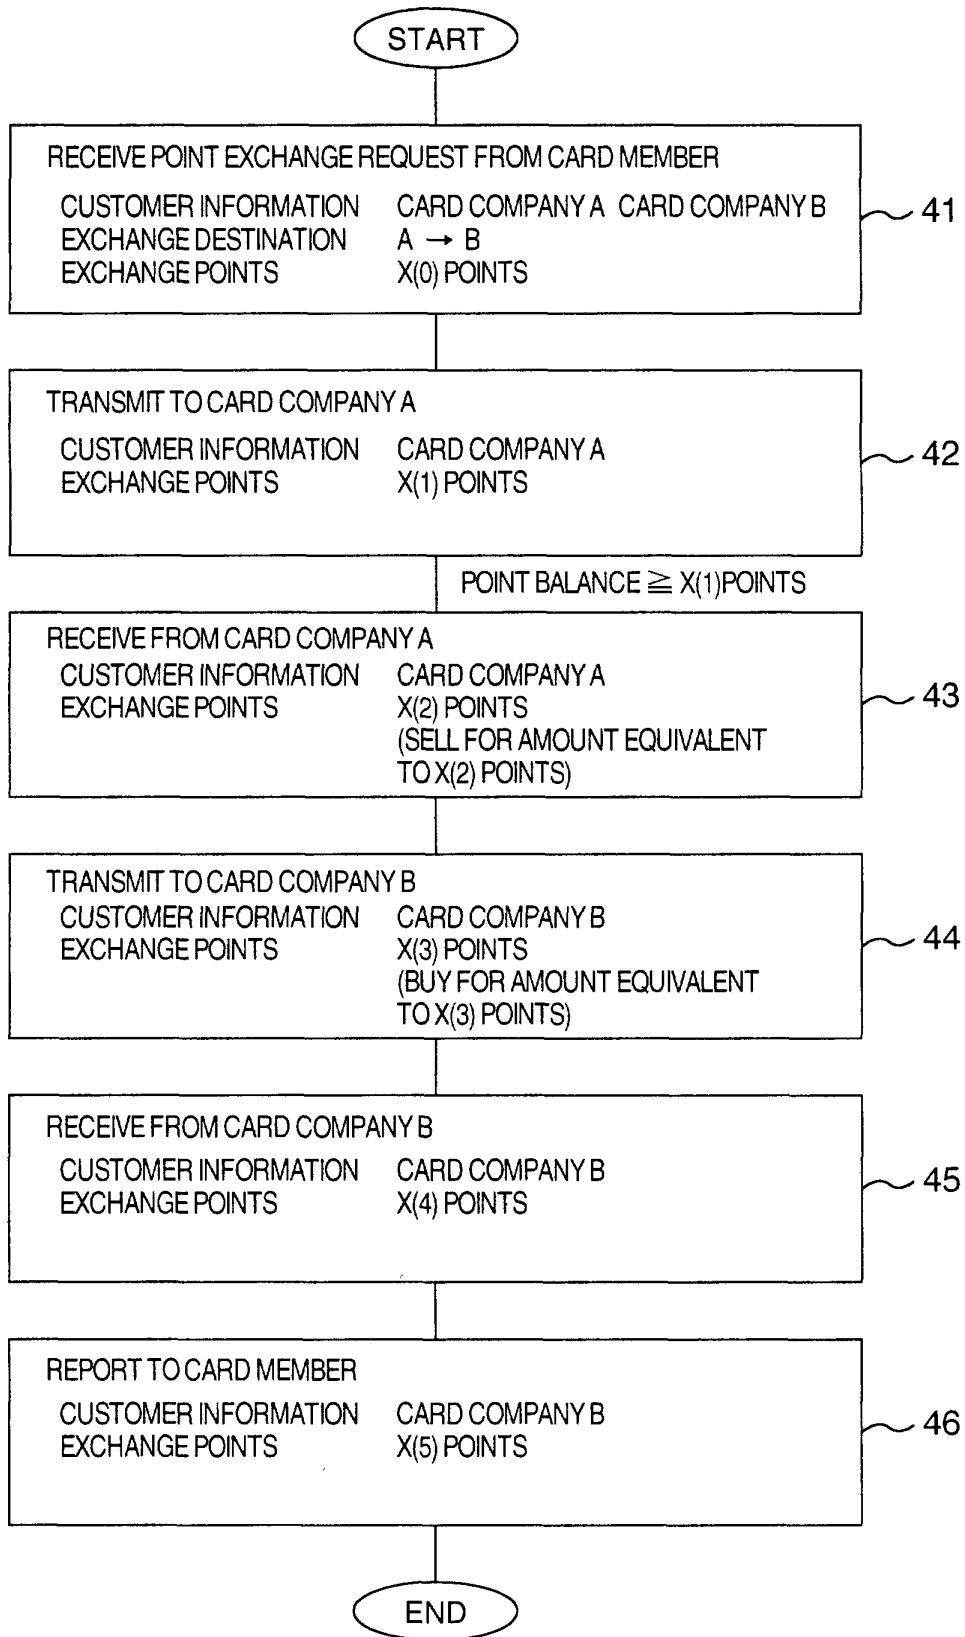 START
RECEIVE POINT EXCHANGE REQUEST FROM CARD MEMBER
CUSTOMER INFORMATION CARD COMPANY A CARD COMPANY B
EXCHANGE DESTINATION A → B
EXCHANGE POINTS X(0) POINTS
41
TRANSMIT TO CARD COMPANY A
CUSTOMER INFORMATION CARD COMPANY A
EXCHANGE POINTS X(1) POINTS
42
POINT BALANCE ≧ X(1) POINTS
RECEIVE FROM CARD COMPANY A
CUSTOMER INFORMATION CARD COMPANY A
EXCHANGE POINTS X(2) POINTS
(SELL FOR AMOUNT EQUIVALENT
TO X(2) POINTS)
43
TRANSMIT TO CARD COMPANY B
CUSTOMER INFORMATION CARD COMPANY B
EXCHANGE POINTS X(3) POINTS
(BUY FOR AMOUNT EQUIVALENT
TO X(3) POINTS)
44
RECEIVE FROM CARD COMPANY B
CUSTOMER INFORMATION CARD COMPANY B
EXCHANGE POINTS X(4) POINTS
45
REPORT TO CARD MEMBER
CUSTOMER INFORMATION CARD COMPANY B
EXCHANGE POINTS X(5) POINTS
46
END